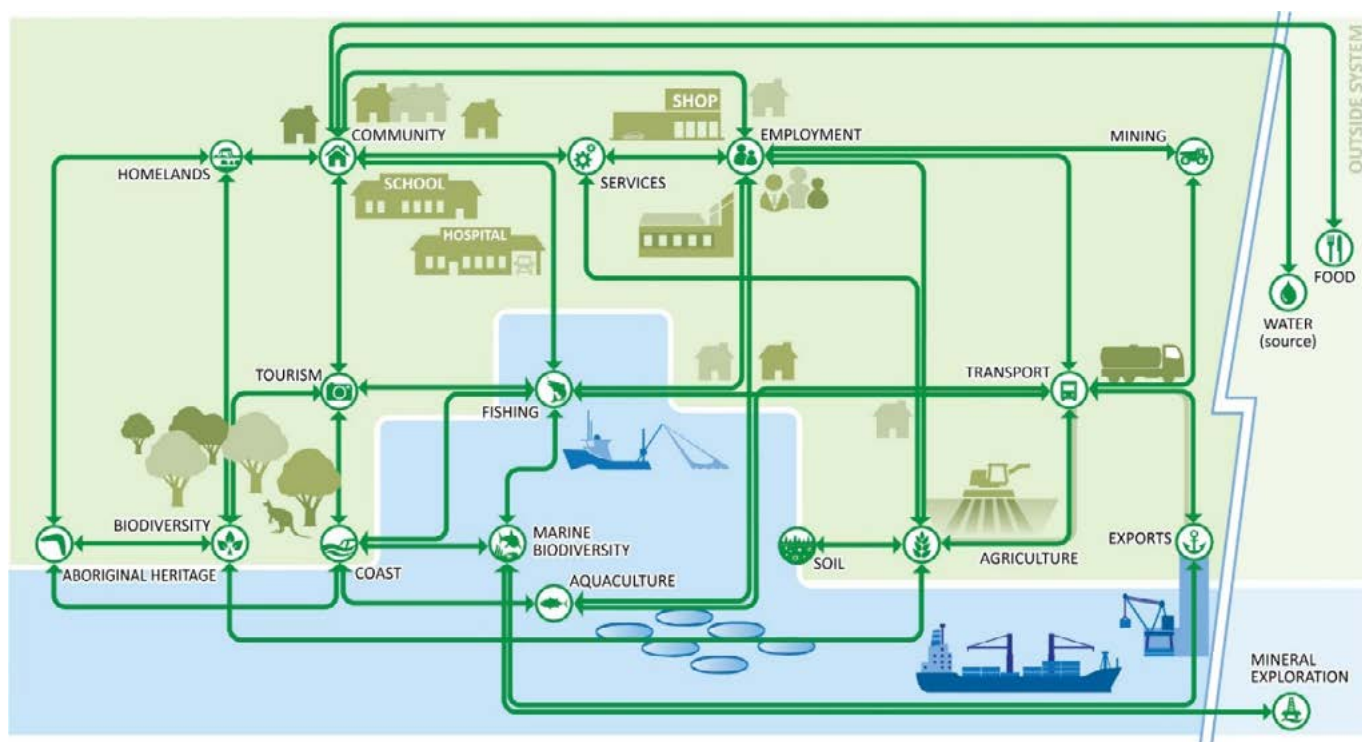 OUTSIDE SYSTEM
COMMUNITY
SHOP
EMPLOYMENT
MINING
HOMELANDS
SERVICES
SCHOOL
HOSPITAL
FOOD
WATER
(source)
TOURISM
FISHING
TRANSPORT
BIODIVERSITY
ABORIGINAL HERITAGE
COAST
MARINE
BIODIVERSITY
AQUACULTURE
SOIL
AGRICULTURE
EXPORTS
MINERAL
EXPLORATION